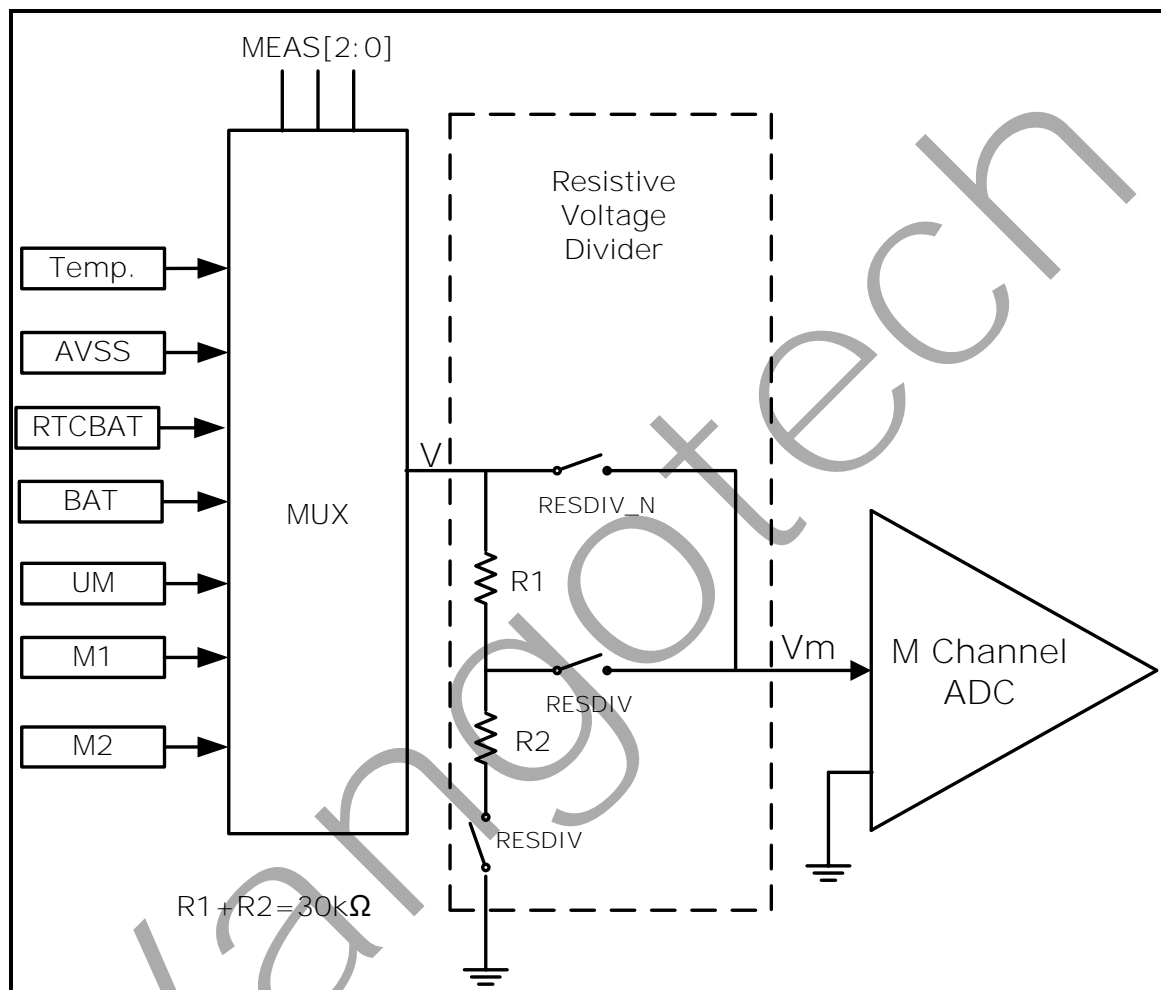 MEAS[2:0]
Resistive
Voltage
Divider
Temp.
AVSS
RTCBAT
BAT
UM
M1
M2
MUX
V
RESDIV_N
R1
RESDIV
R2
RESDIV
Vm
M Channel
ADC
R1+R2=30kΩ
Vangotech